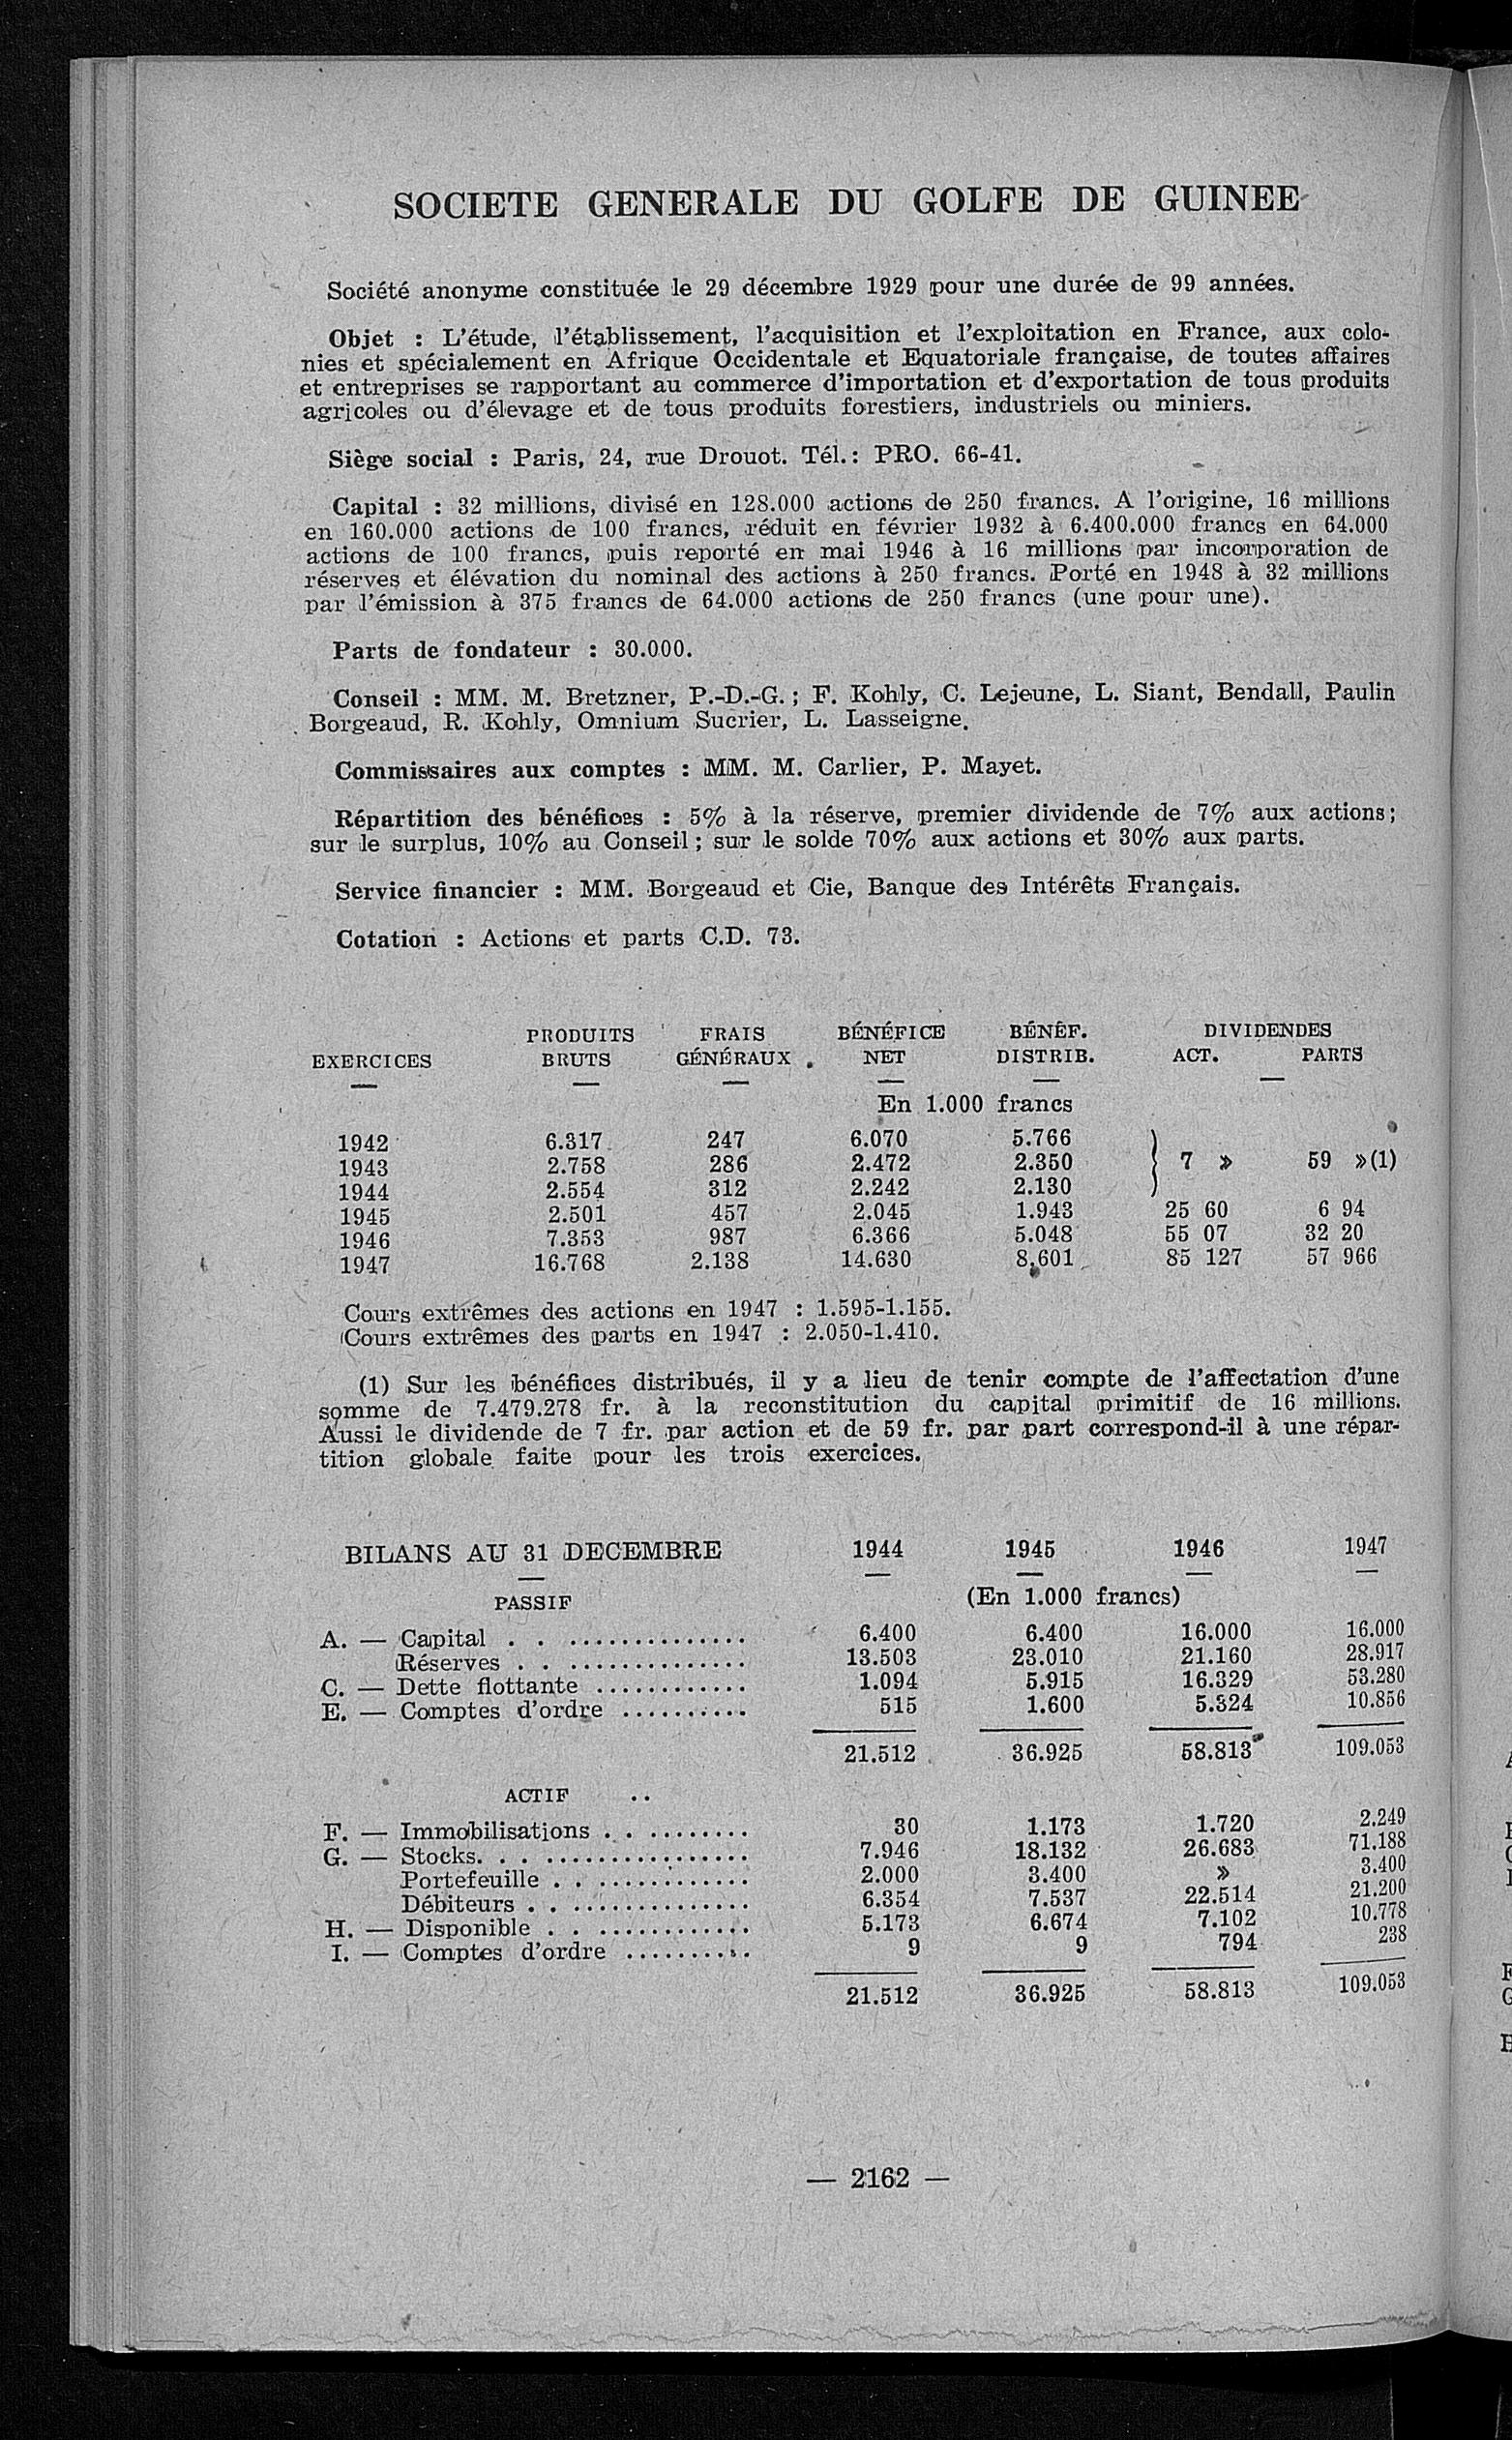 SOCIETE GENERALE DU GOLFE DE GUINEE
Société anonyme constituée le 29 décembre 1929 pour une durée de 99 années.
Objet : L'étude, l'établissement, l'acquisition et l'exploitation en France, aux colo-
nies et spécialement en Afrique Occidentale et Equatoriale française, de toutes affaires
et entreprises se rapportant au commerce d'importation et d'exportation de tous produits
agricoles ou d'élevage et de tous produits forestiers, industriels ou miniers.
Siège social : Paris, 24, rue Drouot. Tél.: PRO. 66-41.
Capital : 32 millions, divisé en 128.000 actions de 250 francs. A l'origine, 16 millions
en 160.000 actions de 100 francs, réduit en février 1932 à 6.400.000 francs en 64.000
actions de 100 francs, puis reporté en mai 1946 à 16 millions par incorporation de
réserves et élévation du nominal des actions à 250 francs. Porté en 1948 à 32 millions
par l'émission à 375 francs de 64.000 actions de 250 francs (une pour une).
Parts de fondateur : 30.000.
Conseil : MM. M. Bretzner, P.-D.-G.; F. Kohly, C. Lejeune, L. Siant, Bendall, Paulin
Borgeaud, R. Kohly, Omnium Sucrier, L. Lasseigne.
Commissaires aux comptes : MM. M. Carlier, P. Mayet.
Répartition des bénéfices : 5% à la réserve, premier dividende de 7% aux actions;
sur le surplus, 10% au Conseil; sur le solde 70% aux actions et 30% aux parts.
Service financier : MM. Borgeaud et Cie, Banque des Intérêts Français.
Cotation : Actions et parts C.D. 73.
PRODUITS FRAIS BÉNÉFICE BÉNÉF. DIVIDENDES
EXERCICES BRUTS GÉNÉRAUX NET DISTRIB. ACT. PARTS
En 1.000 francs
1942 6.317 247 6.070 5.766
1943 2.758 286 2.472 2.350 } 7 » 59 »(1)
1944 2.554 312 2.242 2.130
1945 2.501 457 2.045 1.943 25 60 6 94
1946 7.353 987 6.366 5.048 55 07 32 20
1947 16.768 2.138 14.630 8.601 85 127 57 966
Cours extrêmes des actions en 1947 : 1.595-1.155.
Cours extrêmes des parts en 1947 : 2.050-1.410.
(1) Sur les bénéfices distribués, il y a lieu de tenir compte de l'affectation d'une
somme de 7.479.278 fr. à la reconstitution du capital primitif de 16 millions.
Aussi le dividende de 7 fr. par action et de 59 fr. par part correspond-il à une répar-
tition globale faite pour les trois exercices.
BILANS AU 31 DECEMBRE 1944 1945 1946 1947
PASSIF (En 1.000 francs)
A. — Capital . . .............. 6.400 6.400 16.000 16.000
Réserves . . .............. 13.503 23.010 21.160 28.917
C. — Dette flottante ............ 1.094 5.915 16.329 53.280
E. — Comptes d'ordre .......... 515 1.600 5.324 10.856
21.512 36.925 58.813 109.053
ACTIF ..
F. — Immobilisations . . ........ 30 1.173 1.720 2.249
G. — Stocks. . . ................ 7.946 18.132 26.683 71.188
Portefeuille . . ............ 2.000 3.400 » 3.400
Débiteurs . . .............. 6.354 7.537 22.514 21.200
H. — Disponible . . ............ 5.173 6.674 7.102 10.778
I. — Comptes d'ordre .......... 9 9 794 238
21.512 36.925 58.813 109.053
— 2162 —